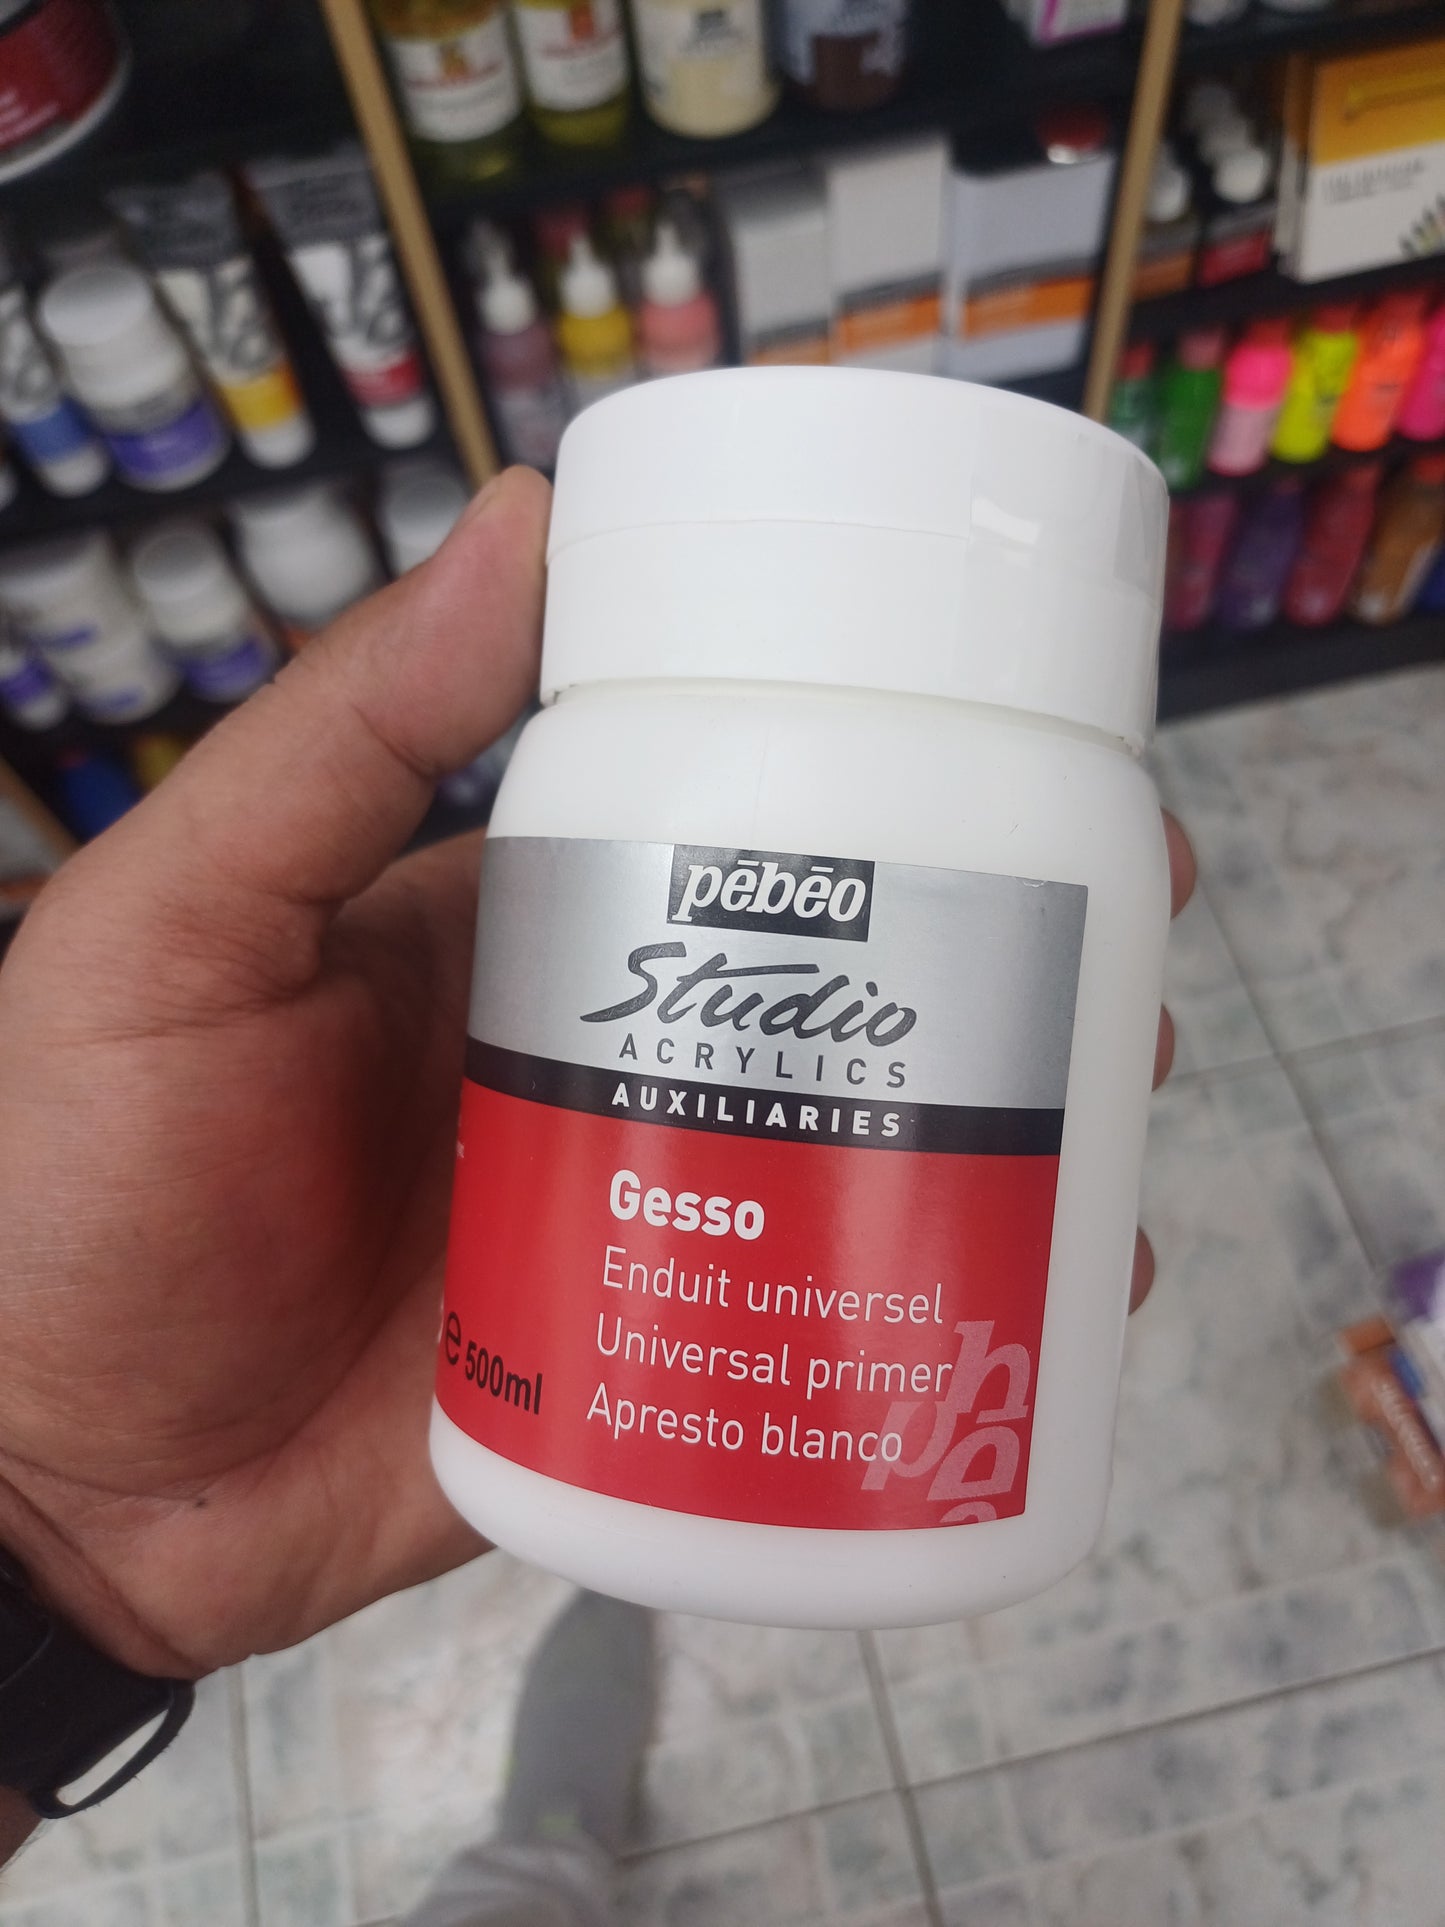 pēbēo
Studio
ACRYLICS
AUXILIARIES
Gesso
Enduit universel
Universal primer
Apresto blanco
e 500ml